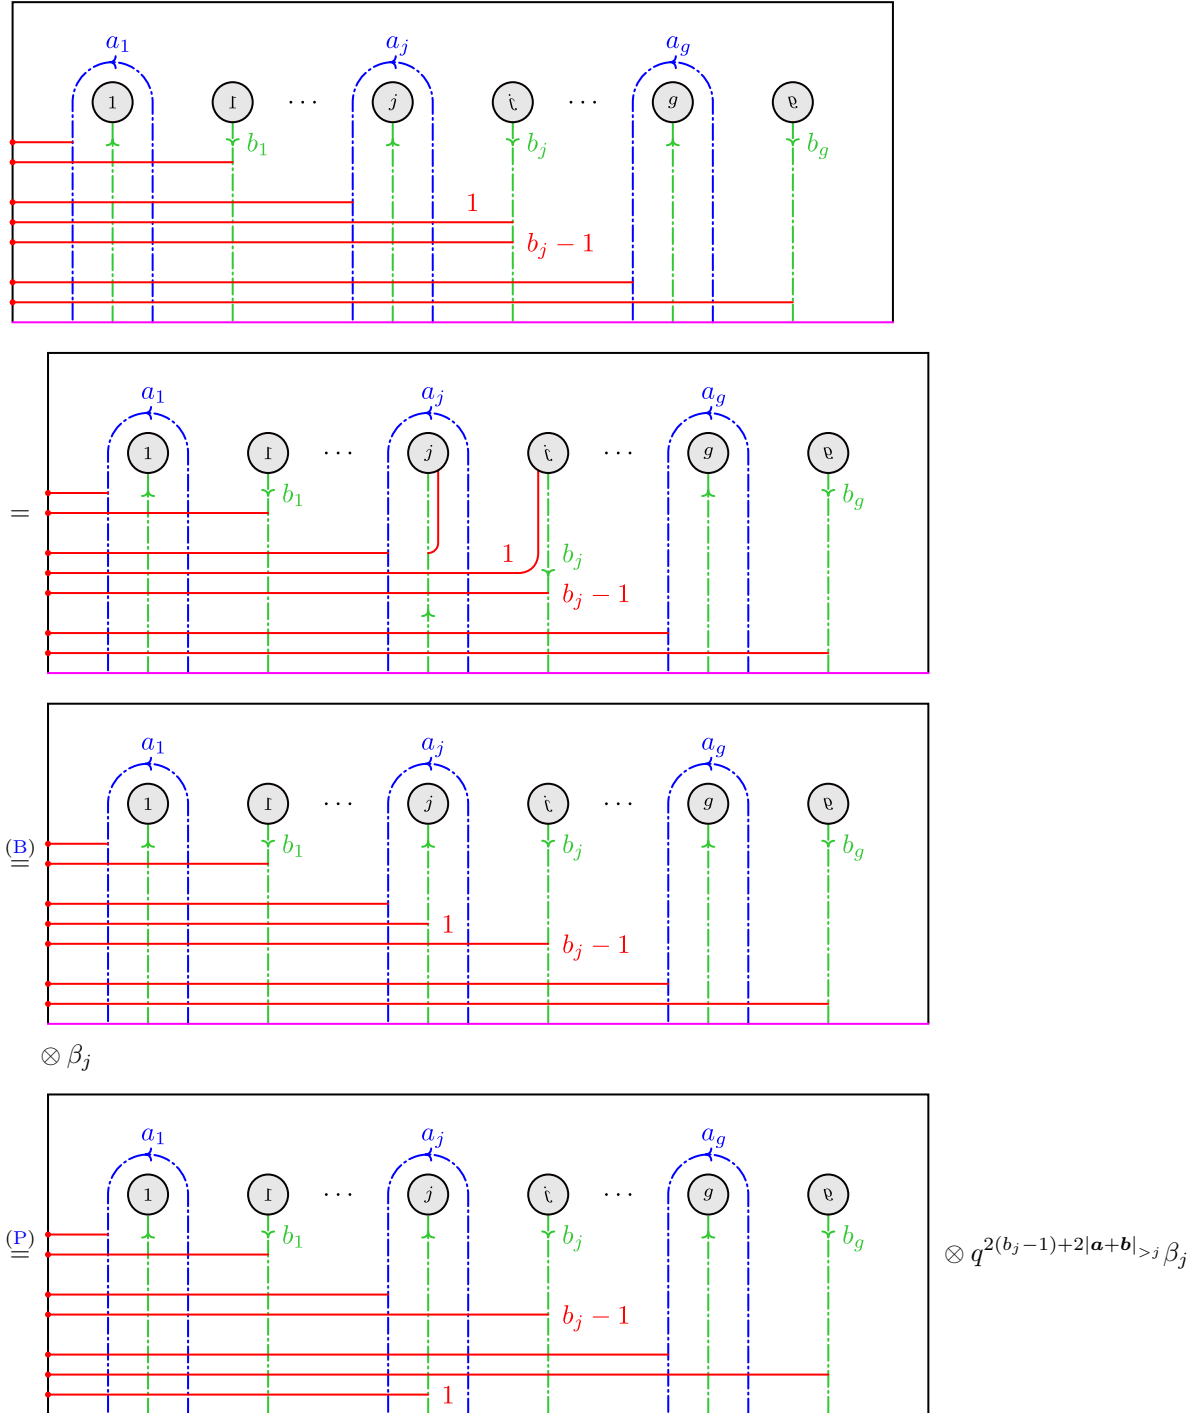 a_1 a_j a_g
1 1 ⋯ j j ⋯ g g
b_1 b_j b_g
1
b_j − 1
a_1 a_j a_g
1 1 ⋯ j j ⋯ g g
b_1 b_g
=
1 b_j
b_j − 1
a_1 a_j a_g
1 1 ⋯ j j ⋯ g g
(B) = b_1 b_j b_g
1
b_j − 1
⊗ β_j
a_1 a_j a_g
1 1 ⋯ j j ⋯ g g
(P) = b_1 b_j b_g ⊗ q^{2(b_j−1)+2|a+b|_{>j}} β_j
b_j − 1
1